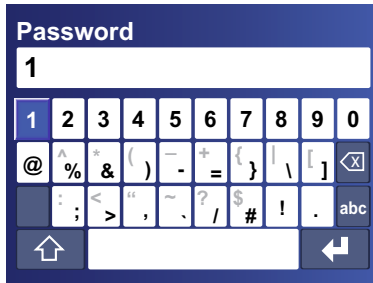 Password
1
1 2 3 4 5 6 7 8 9 0
@ ^ % * & ( ) _ - + = { } | \ [ ]
: ; < > “ , ~ ` ? / $ # ! . abc